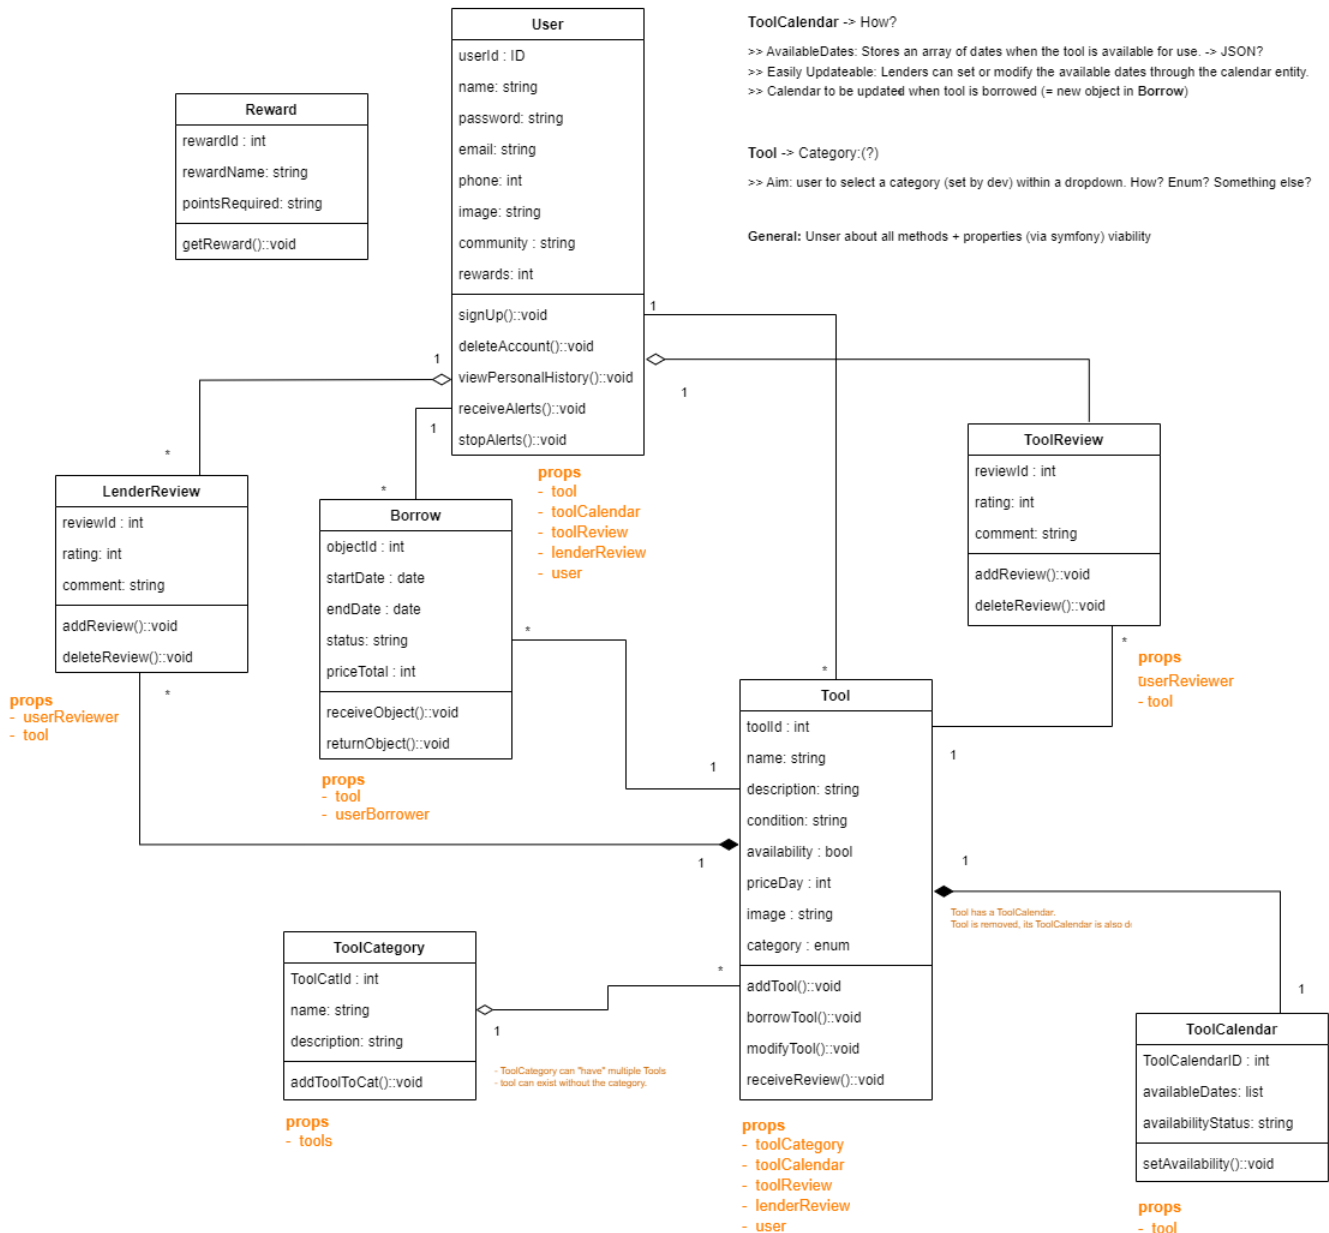 User
userId : ID
name: string
password: string
email: string
phone: int
image: string
community : string
rewards: int
signUp()::void
deleteAccount()::void
viewPersonalHistory()::void
receiveAlerts()::void
stopAlerts()::void
props
- tool
- toolCalendar
- toolReview
- lenderReview
- user
ToolCalendar -> How?
>> AvailableDates: Stores an array of dates when the tool is available for use. -> JSON?
>> Easily Updateable: Lenders can set or modify the available dates through the calendar entity.
>> Calendar to be updated when tool is borrowed (= new object in Borrow)
Tool -> Category:(?)
>> Aim: user to select a category (set by dev) within a dropdown. How? Enum? Something else?
General: Unser about all methods + properties (via symfony) viability
Reward
rewardId : int
rewardName: string
pointsRequired: string
getReward()::void
1
1
1
1
*
*
*
*
LenderReview
reviewId : int
rating: int
comment: string
addReview()::void
deleteReview()::void
*
props
- userReviewer
- tool
Borrow
objectId : int
startDate : date
endDate : date
status: string
priceTotal : int
receiveObject()::void
returnObject()::void
props
- tool
- userBorrower
ToolReview
reviewId : int
rating: int
comment: string
addReview()::void
deleteReview()::void
*
props
userReviewer
- tool
1
1
1
1
Tool
toolId : int
name: string
description: string
condition: string
availability : bool
priceDay : int
image : string
category : enum
addTool()::void
borrowTool()::void
modifyTool()::void
receiveReview()::void
props
- toolCategory
- toolCalendar
- toolReview
- lenderReview
- user
Tool has a ToolCalendar.
Tool is removed, its ToolCalendar is also d
ToolCategory
ToolCatId : int
name: string
description: string
addToolToCat()::void
props
- tools
1
*
- ToolCategory can "have" multiple Tools
- tool can exist without the category.
1
ToolCalendar
ToolCalendarID : int
availableDates: list
availabilityStatus: string
setAvailability()::void
props
- tool